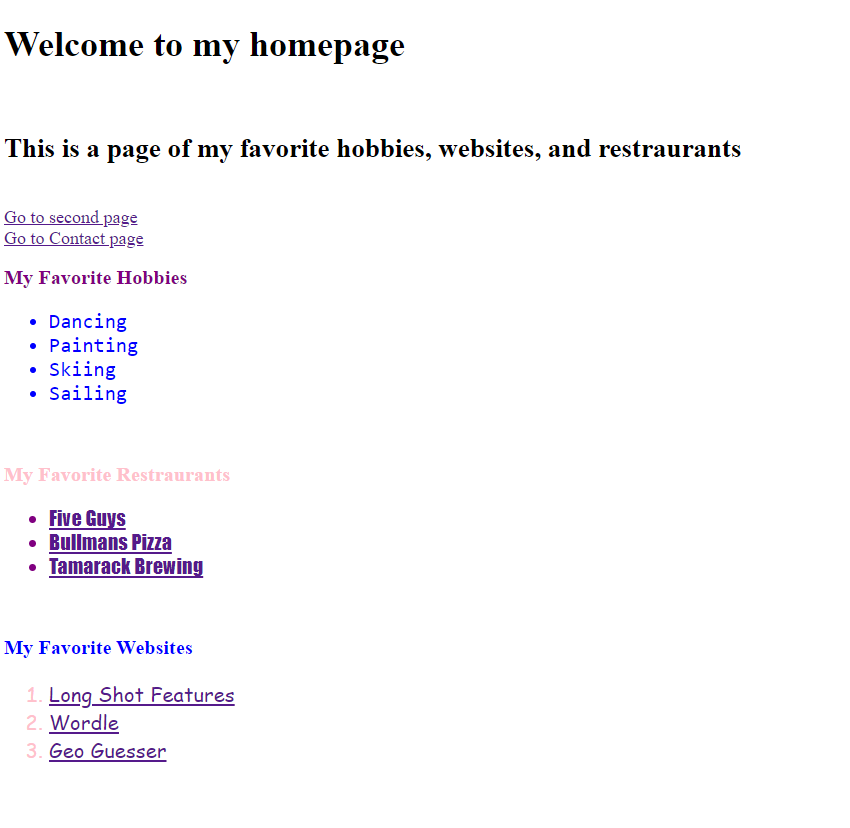 Welcome to my homepage
This is a page of my favorite hobbies, websites, and restraurants
Go to second page
Go to Contact page
My Favorite Hobbies
• Dancing
• Painting
• Skiing
• Sailing
My Favorite Restraurants
• Five Guys
• Bullmans Pizza
• Tamarack Brewing
My Favorite Websites
1. Long Shot Features
2. Wordle
3. Geo Guesser